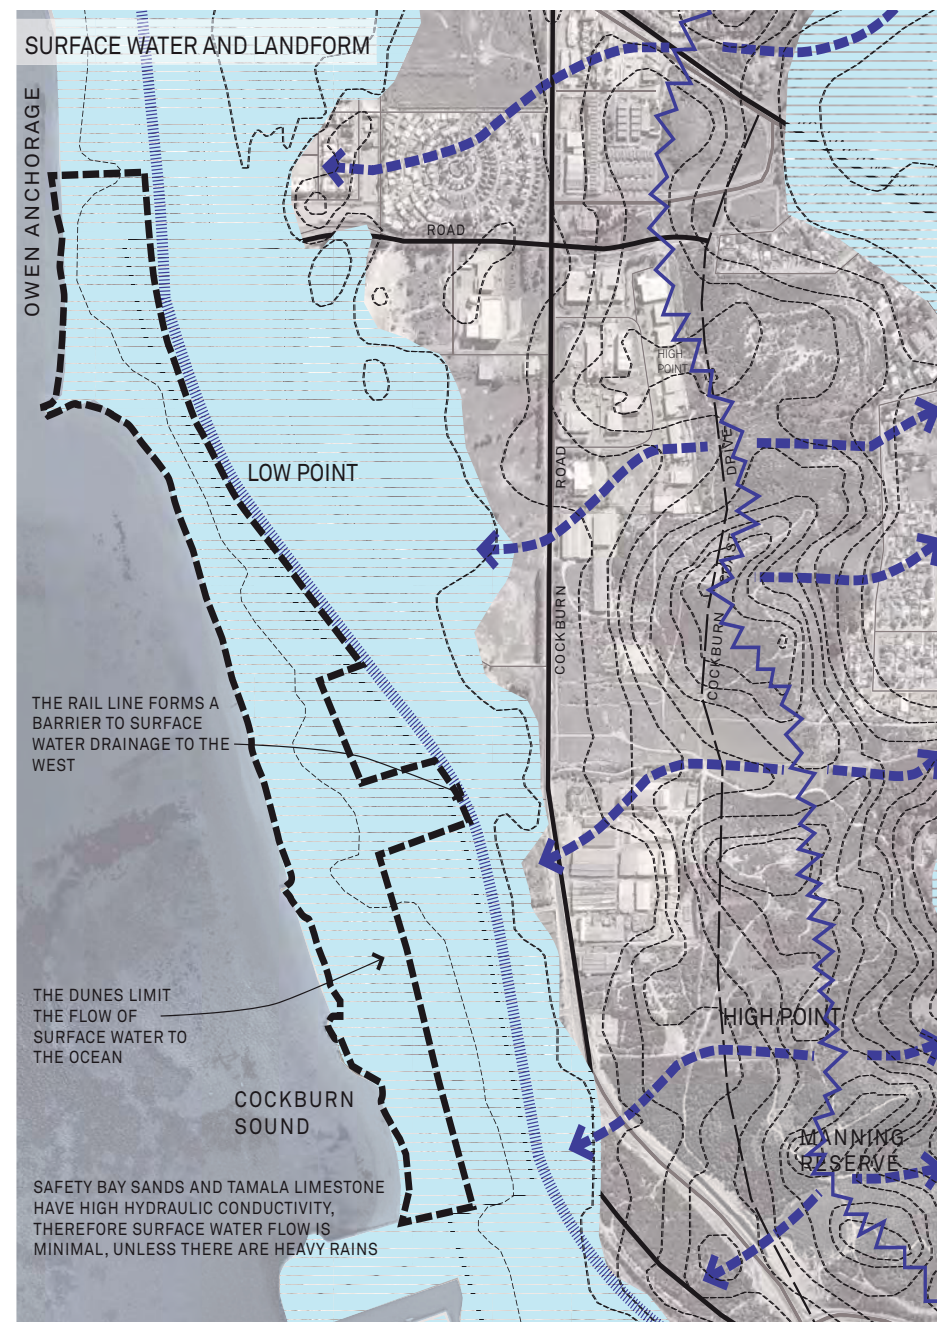 SURFACE WATER AND LANDFORM
OWEN ANCHORAGE
ROAD
HIGH
POINT
LOW POINT
ROAD
DRIVE
COAST
COCKBURN
COCKBURN
THE RAIL LINE FORMS A
BARRIER TO SURFACE
WATER DRAINAGE TO THE
WEST
THE DUNES LIMIT
THE FLOW OF
SURFACE WATER TO
THE OCEAN
HIGH POINT
COCKBURN
SOUND
MANNING
RESERVE
SAFETY BAY SANDS AND TAMALA LIMESTONE
HAVE HIGH HYDRAULIC CONDUCTIVITY,
THEREFORE SURFACE WATER FLOW IS
MINIMAL, UNLESS THERE ARE HEAVY RAINS